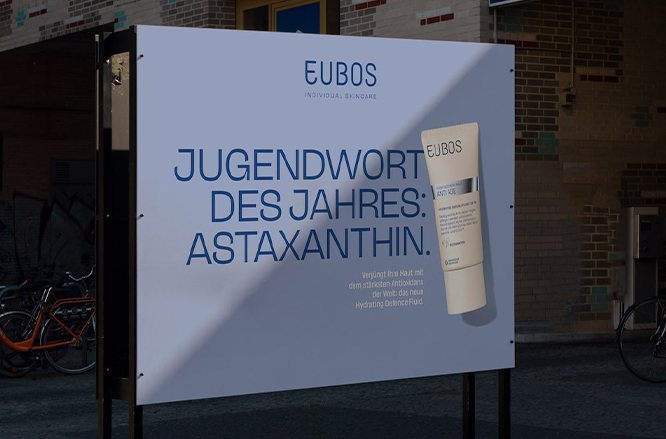 EUBOS
INDIVIDUAL SKINCARE
JUGENDWORT
DES JAHRES:
ASTAXANTHIN.
Verjüngt Ihre Haut mit
dem stärksten Antioxidans
der Welt: das neue
Hydrating Defence Fluid.
EUBOS
ANTI AGE